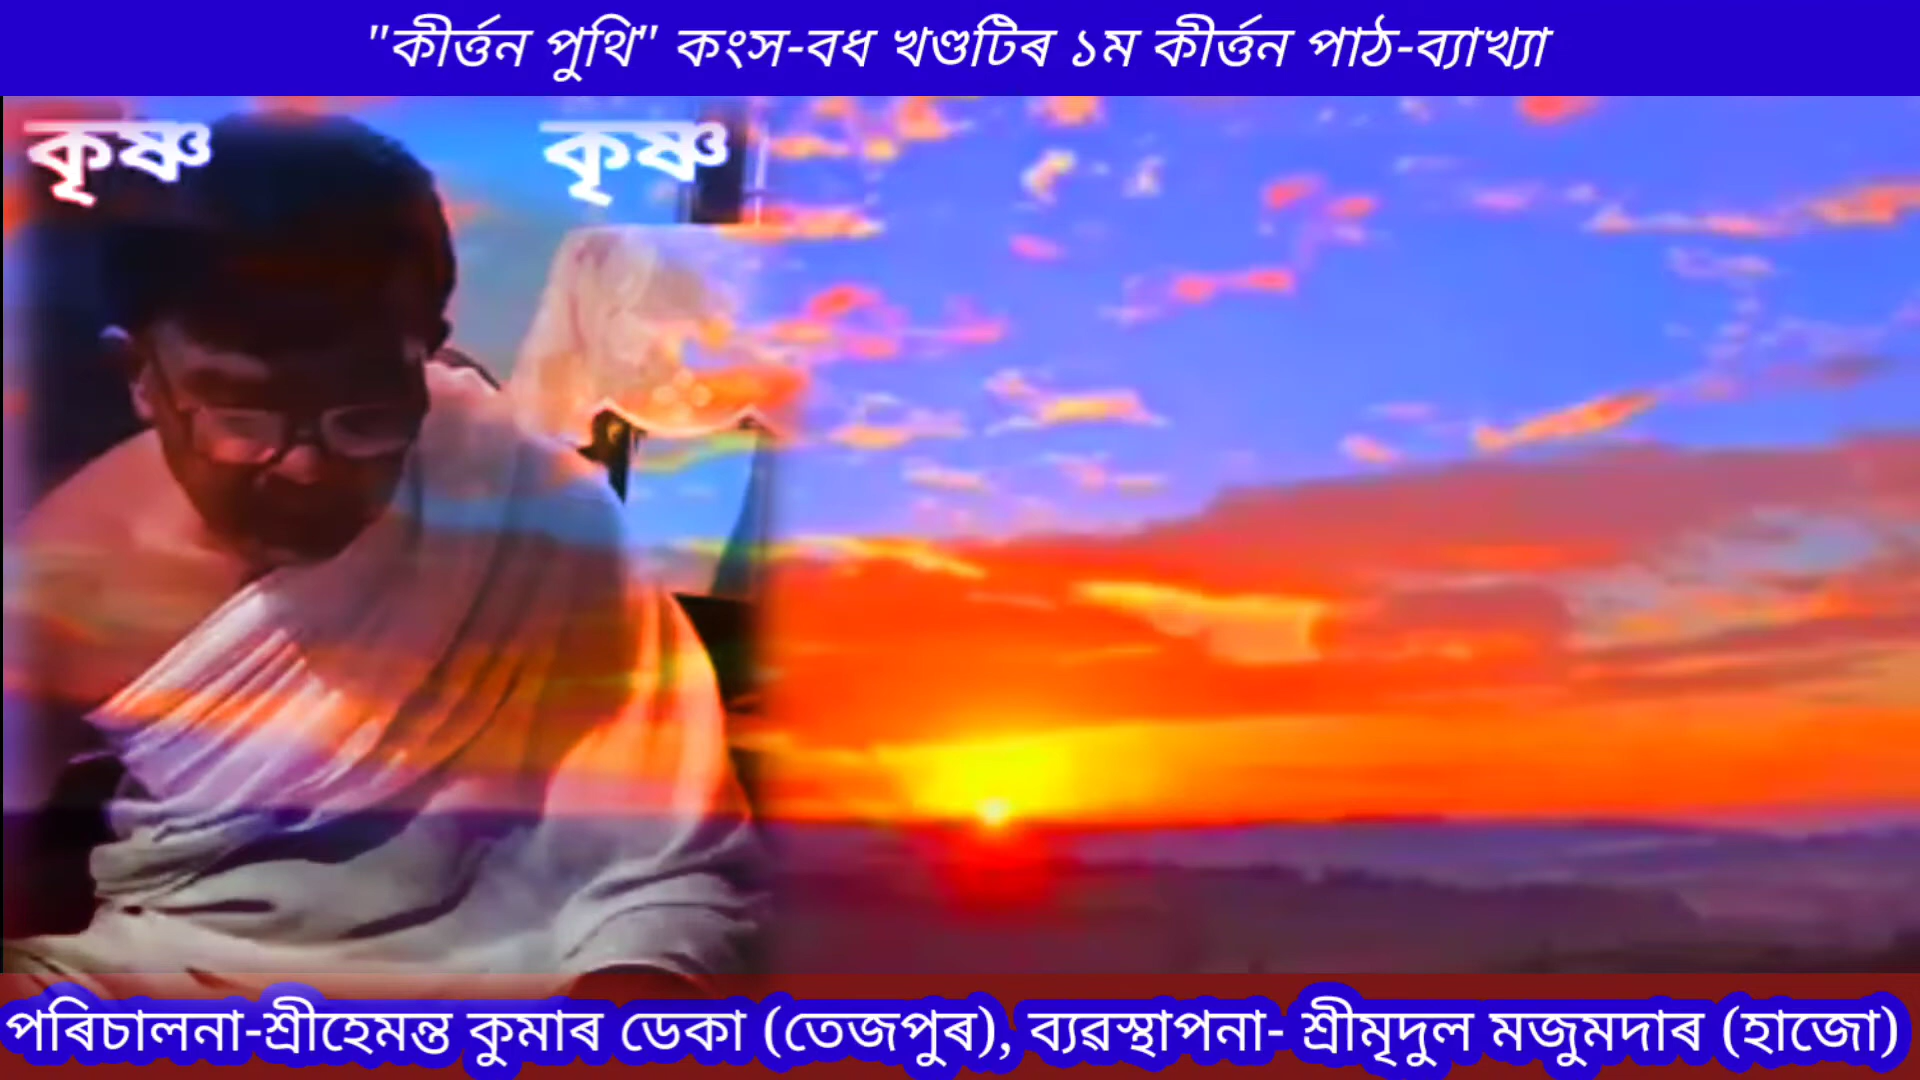 "কীৰ্ত্তন পুথি" কংস-বধ খণ্ডটিৰ ১ম কীৰ্ত্তন পাঠ-ব্যাখ্যা
কৃষ্ণ কৃষ্ণ
পৰিচালনা-শ্ৰীহেমন্ত কুমাৰ ডেকা (তেজপুৰ), ব্যৱস্থাপনা- শ্ৰীমৃদুল মজুমদাৰ (হাজো)